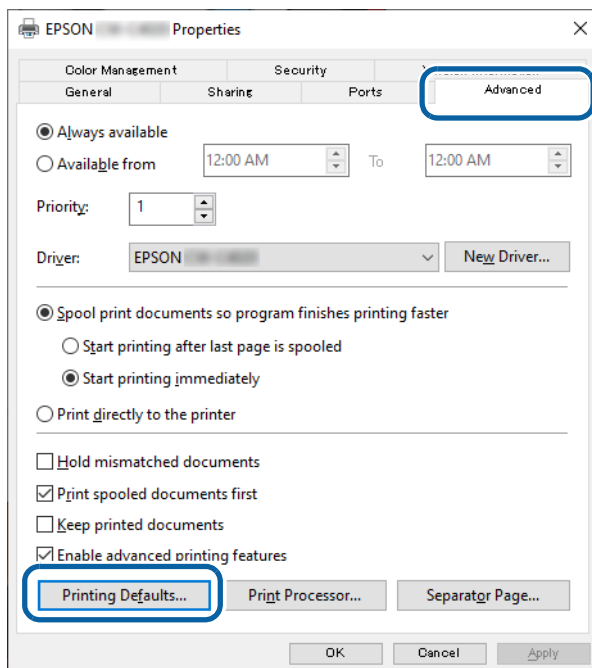 EPSON Properties
Color Management Security
General Sharing Ports Advanced
Always available
Available from 12:00 AM To 12:00 AM
Priority: 1
Driver: EPSON New Driver...
Spool print documents so program finishes printing faster
Start printing after last page is spooled
Start printing immediately
Print directly to the printer
Hold mismatched documents
Print spooled documents first
Keep printed documents
Enable advanced printing features
Printing Defaults... Print Processor... Separator Page...
OK Cancel Apply